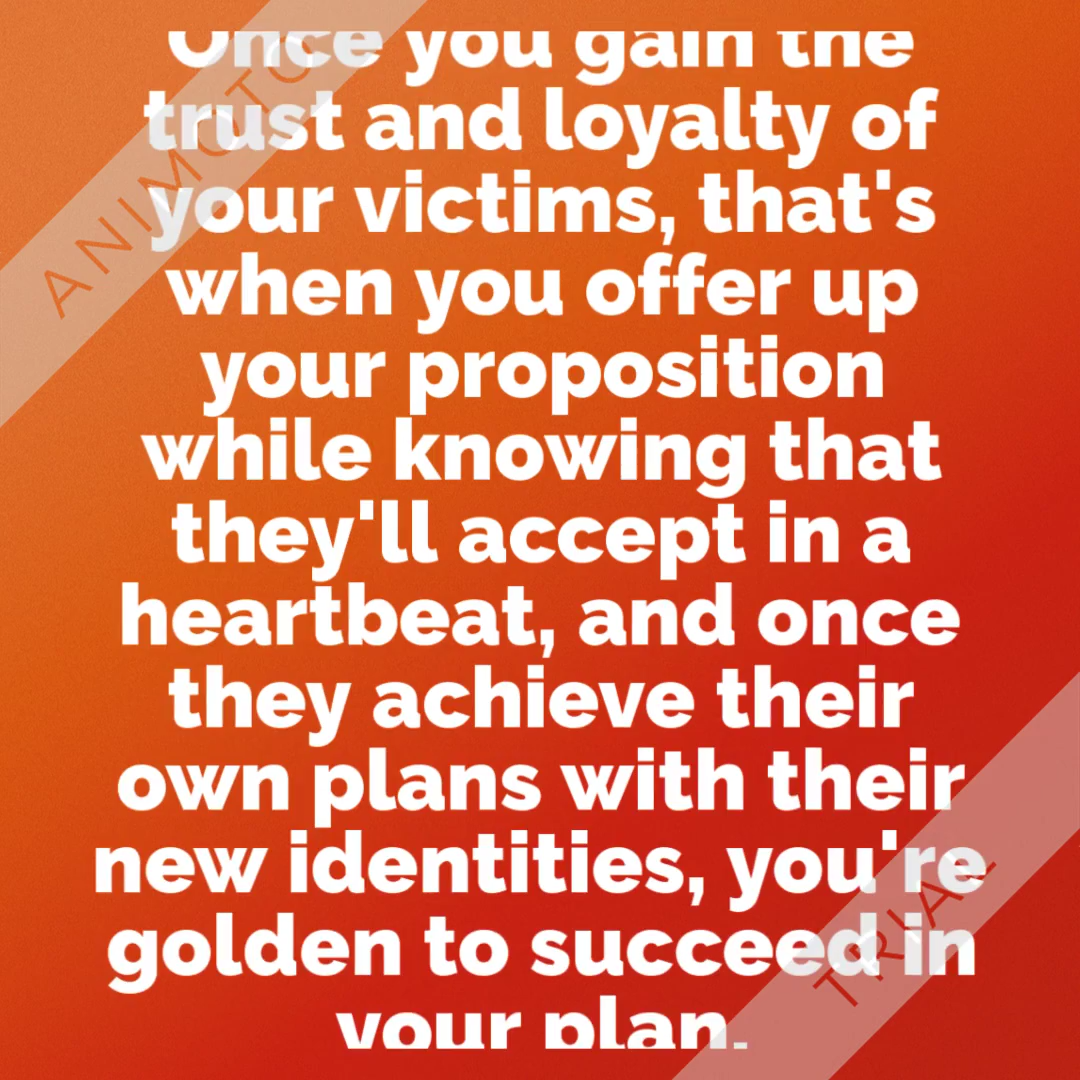 Once you gain the
trust and loyalty of
your victims, that's
when you offer up
your proposition
while knowing that
they'll accept in a
heartbeat, and once
they achieve their
own plans with their
new identities, you're
golden to succeed in
your plan.
ANIMOTO
TRIAL